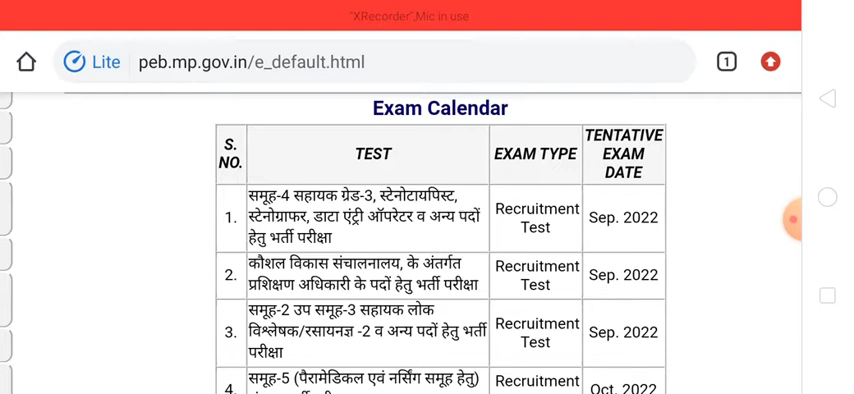 "XRecorder",Mic in use
Lite peb.mp.gov.in/e_default.html 1
Exam Calendar
S. NO. TEST EXAM TYPE TENTATIVE EXAM DATE
1. समूह-4 सहायक ग्रेड-3, स्टेनोटायपिस्ट,
स्टेनोग्राफर, डाटा एंट्री ऑपरेटर व अन्य पदों
हेतु भर्ती परीक्षा
Recruitment
Test
Sep. 2022
2. कौशल विकास संचालनालय, के अंतर्गत
प्रशिक्षण अधिकारी के पदों हेतु भर्ती परीक्षा
Recruitment
Test
Sep. 2022
3. समूह-2 उप समूह-3 सहायक लोक
विश्लेषक/रसायनज्ञ -2 व अन्य पदों हेतु भर्ती
परीक्षा
Recruitment
Test
Sep. 2022
4. समूह-5 (पैरामेडिकल एवं नर्सिंग समूह हेतु)
Recruitment
Oct. 2022